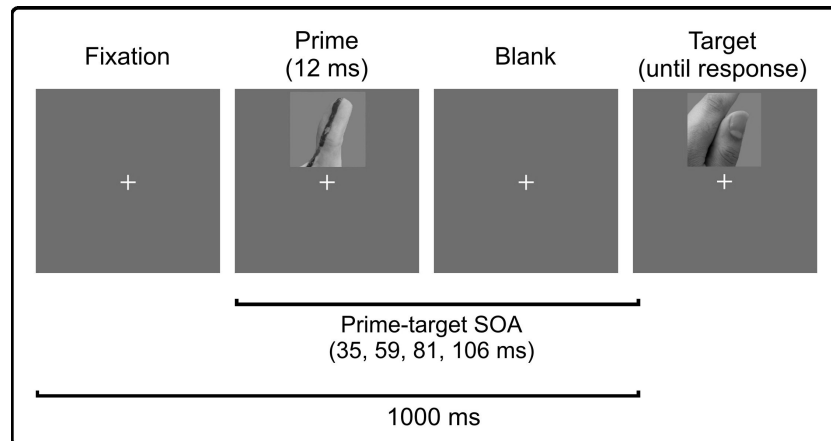 Fixation
Prime
(12 ms)
Blank
Target
(until response)
Prime-target SOA
(35, 59, 81, 106 ms)
1000 ms